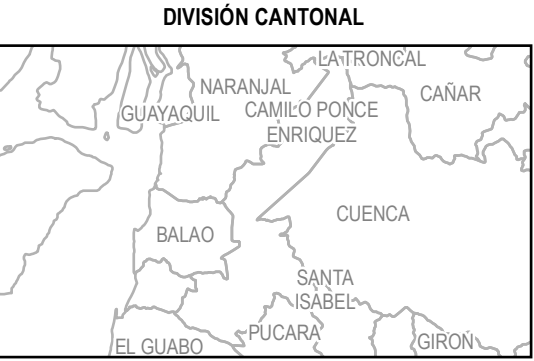 DIVISIÓN CANTONAL
LA TRONCAL
NARANJAL
CAÑAR
GUAYAQUIL
CAMILO PONCE
ENRIQUEZ
CUENCA
BALAO
SANTA
ISABEL
PUCARA
EL GUABO
GIRON